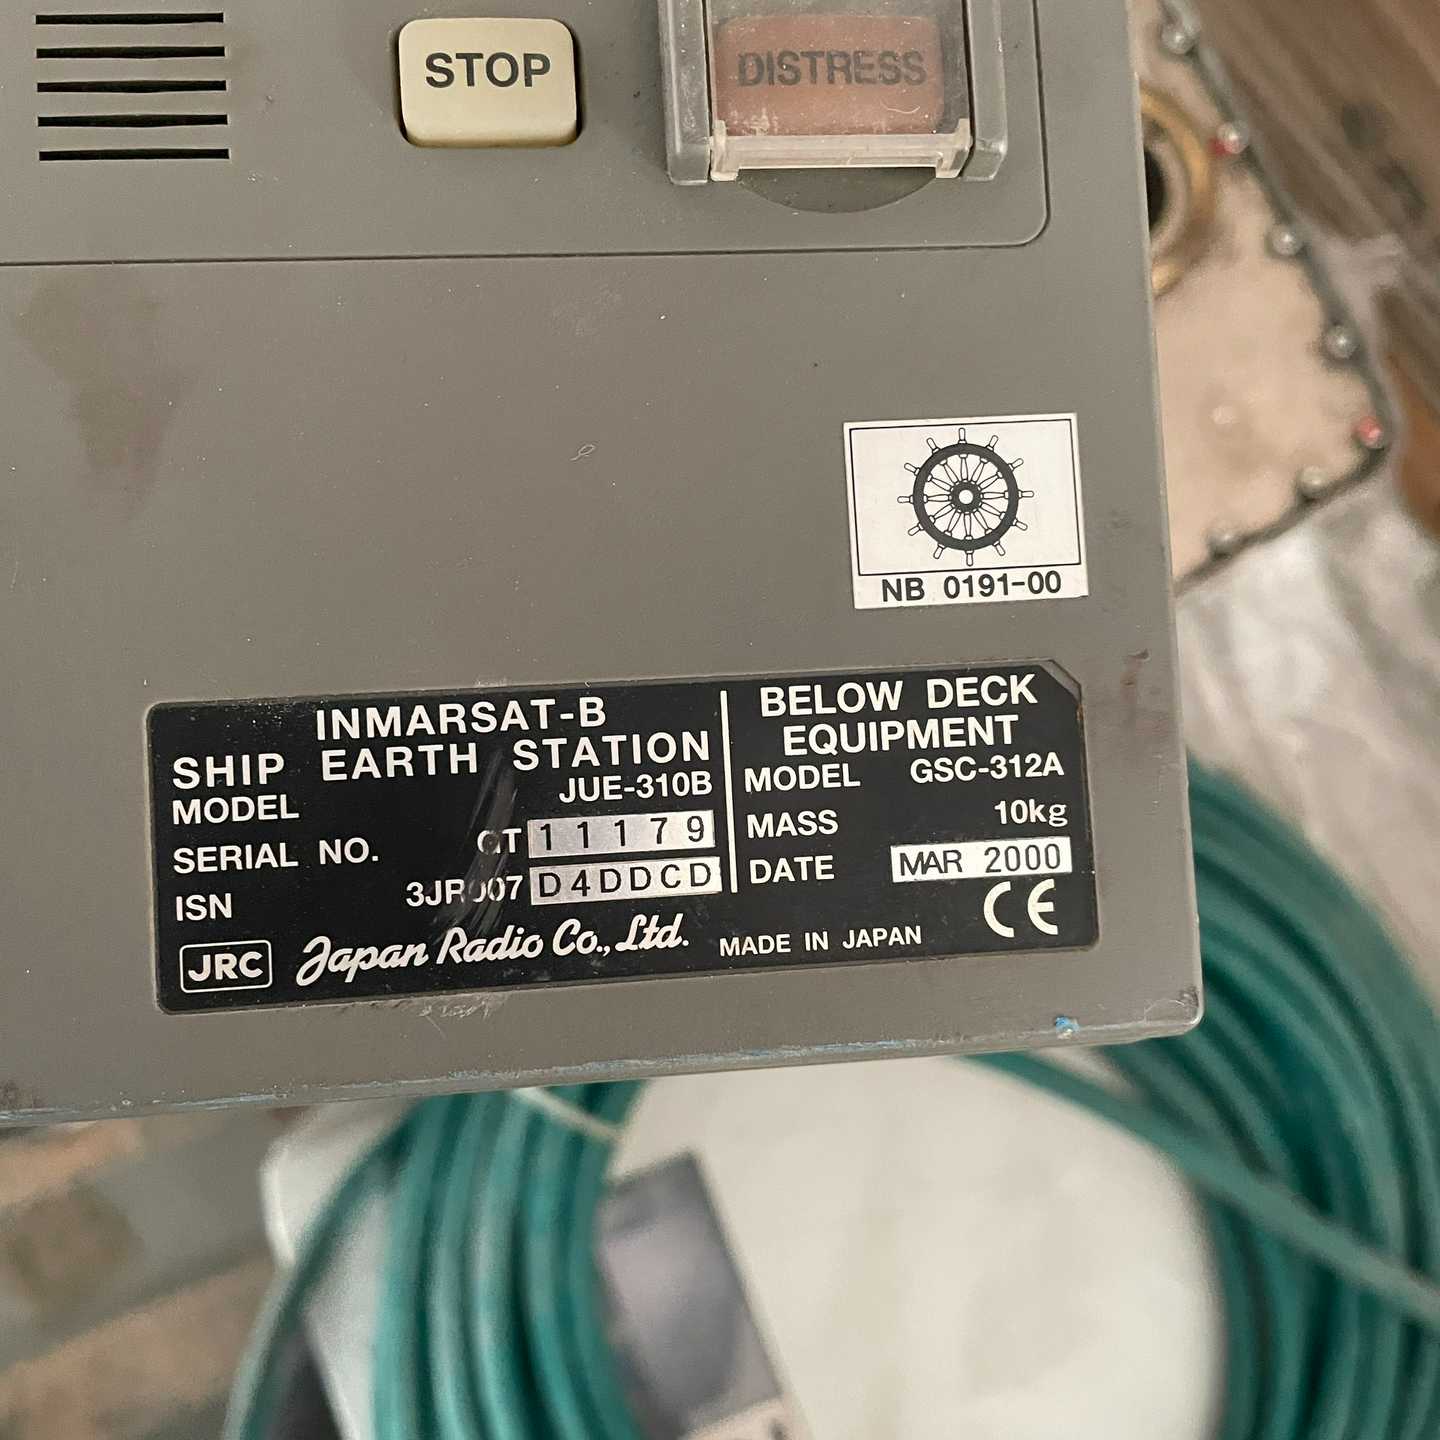 STOP
DISTRESS
NB 0191-00
INMARSAT-B
SHIP EARTH STATION
MODEL JUE-310B
SERIAL NO. 11179
ISN D4DDCD
JRC Japan Radio Co., Ltd.
BELOW DECK
EQUIPMENT
MODEL GSC-312A
MASS 10kg
DATE MAR 2000
MADE IN JAPAN CE